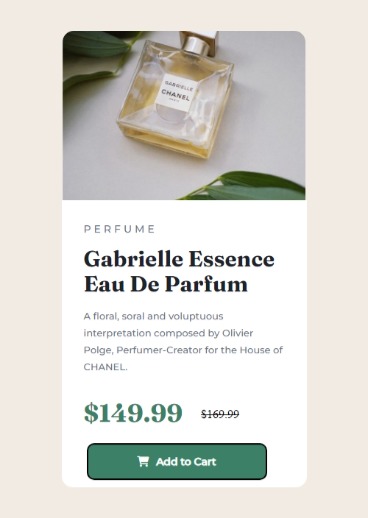 GABRIELLE
CHANEL
PARIS
PERFUME
Gabrielle Essence
Eau De Parfum
A floral, soral and voluptuous
interpretation composed by Olivier
Polge, Perfumer-Creator for the House of
CHANEL.
$149.99 $169.99
Add to Cart